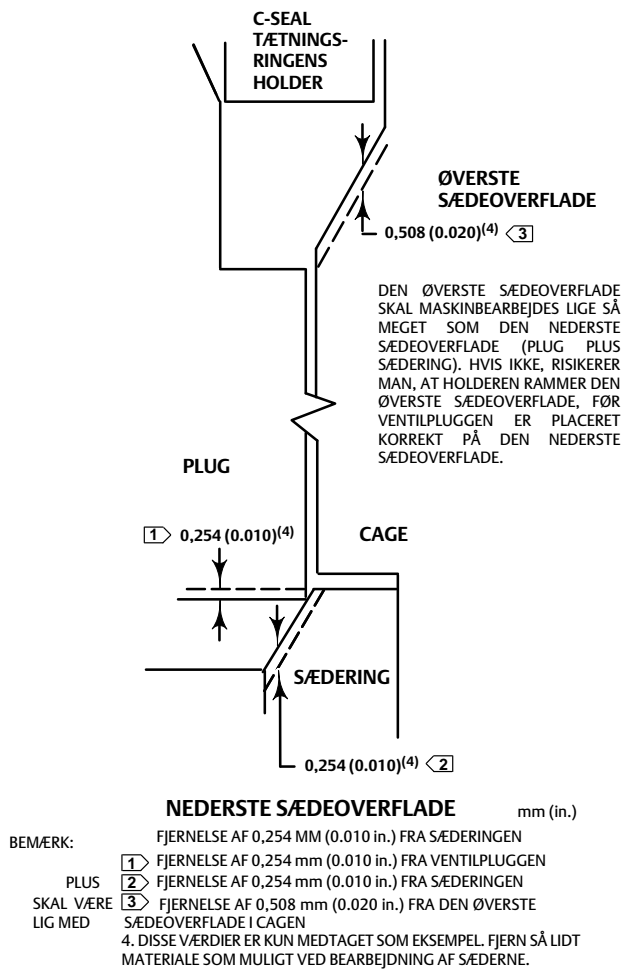 C-SEAL
TÆTNINGS-
RINGENS
HOLDER
ØVERSTE
SÆDEOVERFLADE
0,508 (0.020)(4) 3
DEN ØVERSTE SÆDEOVERFLADE
SKAL MASKINBEARBEJDES LIGE SÅ
MEGET SOM DEN NEDERSTE
SÆDEOVERFLADE (PLUG PLUS
SÆDERING). HVIS IKKE, RISIKERER
MAN, AT HOLDEREN RAMMER DEN
ØVERSTE SÆDEOVERFLADE, FØR
VENTILPLUGGEN ER PLACERET
KORREKT PÅ DEN NEDERSTE
SÆDEOVERFLADE.
PLUG
1 0,254 (0.010)(4)
CAGE
SÆDERING
0,254 (0.010)(4) 2
NEDERSTE SÆDEOVERFLADE mm (in.)
BEMÆRK: FJERNELSE AF 0,254 MM (0.010 in.) FRA SÆDERINGEN
1 FJERNELSE AF 0,254 mm (0.010 in.) FRA VENTILPLUGGEN
PLUS 2 FJERNELSE AF 0,254 mm (0.010 in.) FRA SÆDERINGEN
SKAL VÆRE 3 FJERNELSE AF 0,508 mm (0.020 in.) FRA DEN ØVERSTE
LIG MED SÆDEOVERFLADE I CAGEN
4. DISSE VÆRDIER ER KUN MEDTAGET SOM EKSEMPEL. FJERN SÅ LIDT
MATERIALE SOM MULIGT VED BEARBEJDNING AF SÆDERNE.